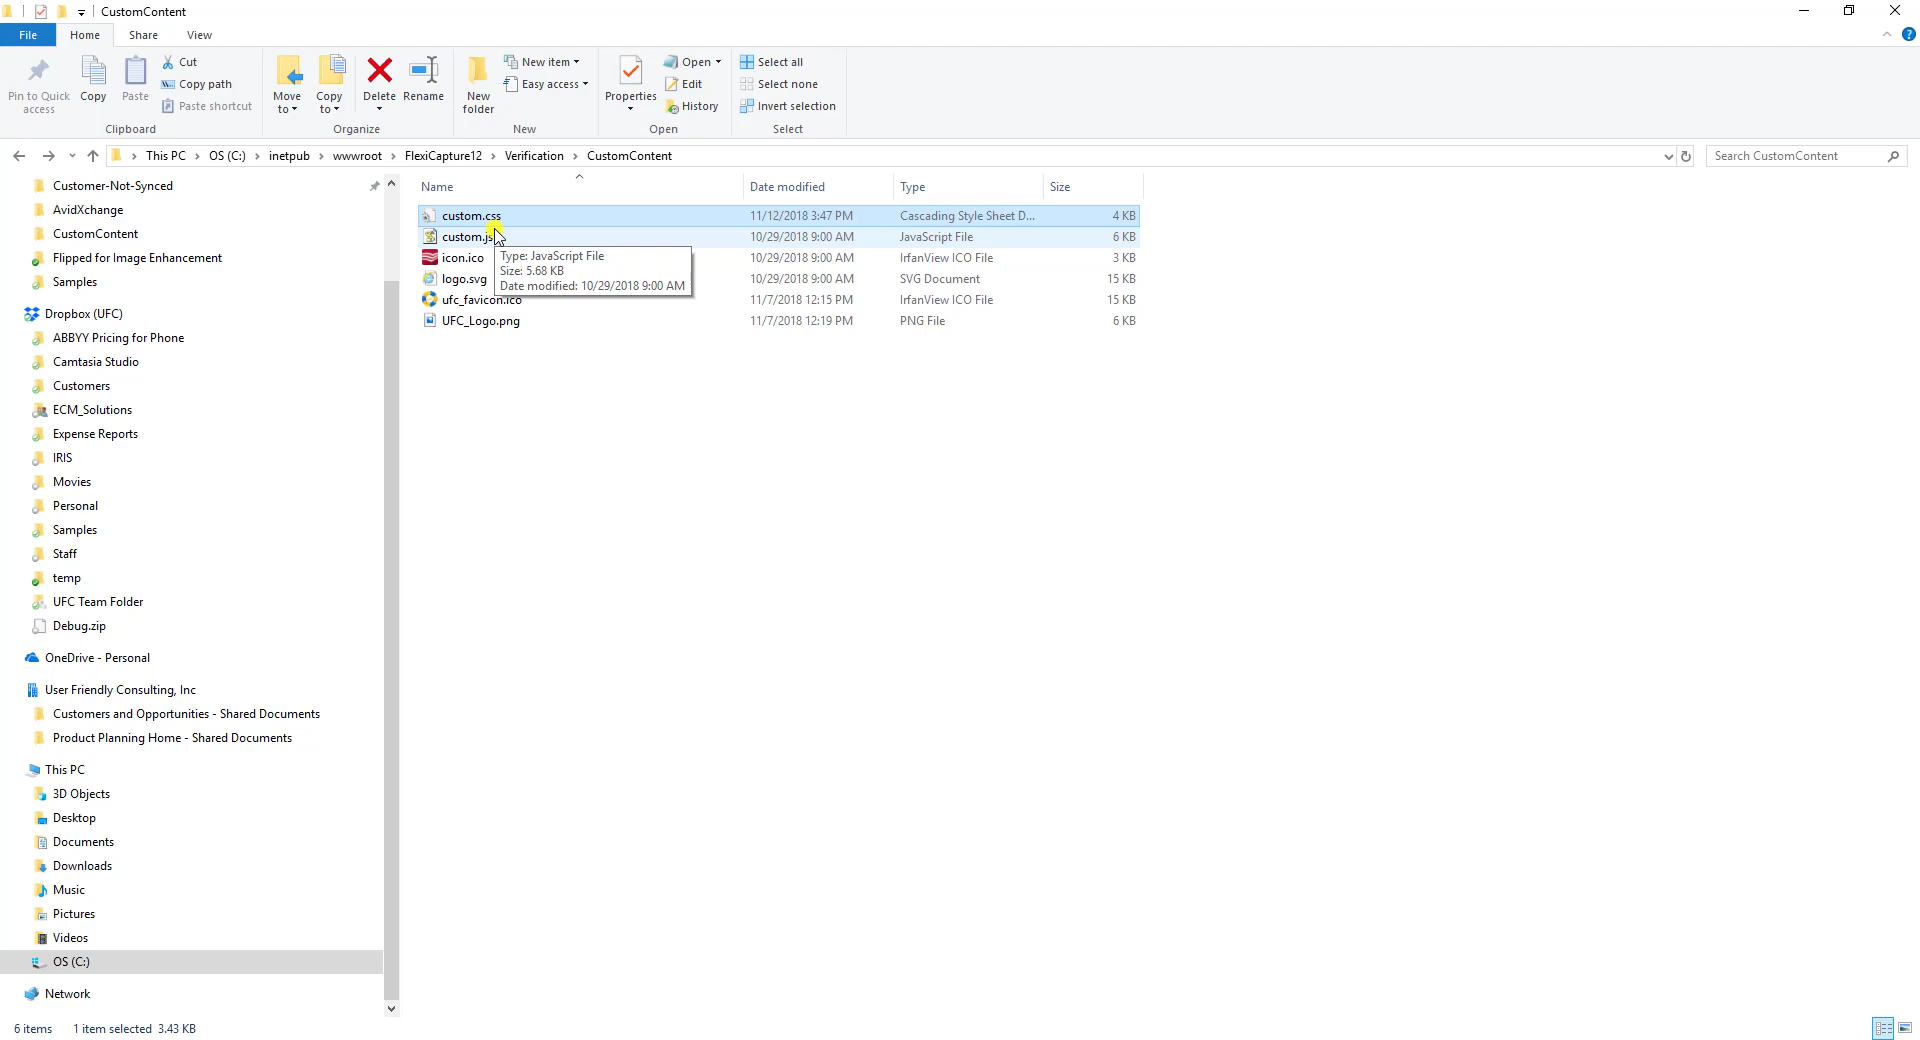 CustomContent
File Home Share View
Pin to Quick access
Copy
Paste
Cut
Copy path
Paste shortcut
Clipboard
Move to
Copy to
Delete
Rename
Organize
New folder
New item
Easy access
New
Properties
Open
Edit
History
Open
Select all
Select none
Invert selection
Select
This PC > OS (C:) > inetpub > wwwroot > FlexiCapture12 > Verification > CustomContent
Search CustomContent
Customer-Not-Synced
AvidXchange
CustomContent
Flipped for Image Enhancement
Samples
Dropbox (UFC)
ABBYY Pricing for Phone
Camtasia Studio
Customers
ECM_Solutions
Expense Reports
IRIS
Movies
Personal
Samples
Staff
temp
UFC Team Folder
Debug.zip
OneDrive - Personal
User Friendly Consulting, Inc
Customers and Opportunities - Shared Documents
Product Planning Home - Shared Documents
This PC
3D Objects
Desktop
Documents
Downloads
Music
Pictures
Videos
OS (C:)
Network
Name Date modified Type Size
custom.css 11/12/2018 3:47 PM Cascading Style Sheet D... 4 KB
custom.js 10/29/2018 9:00 AM JavaScript File 6 KB
icon.ico 10/29/2018 9:00 AM IrfanView ICO File 3 KB
logo.svg 10/29/2018 9:00 AM SVG Document 15 KB
ufc_favicon.ico 11/7/2018 12:15 PM IrfanView ICO File 15 KB
UFC_Logo.png 11/7/2018 12:19 PM PNG File 6 KB
Type: JavaScript File
Size: 5.68 KB
Date modified: 10/29/2018 9:00 AM
6 items 1 item selected 3.43 KB